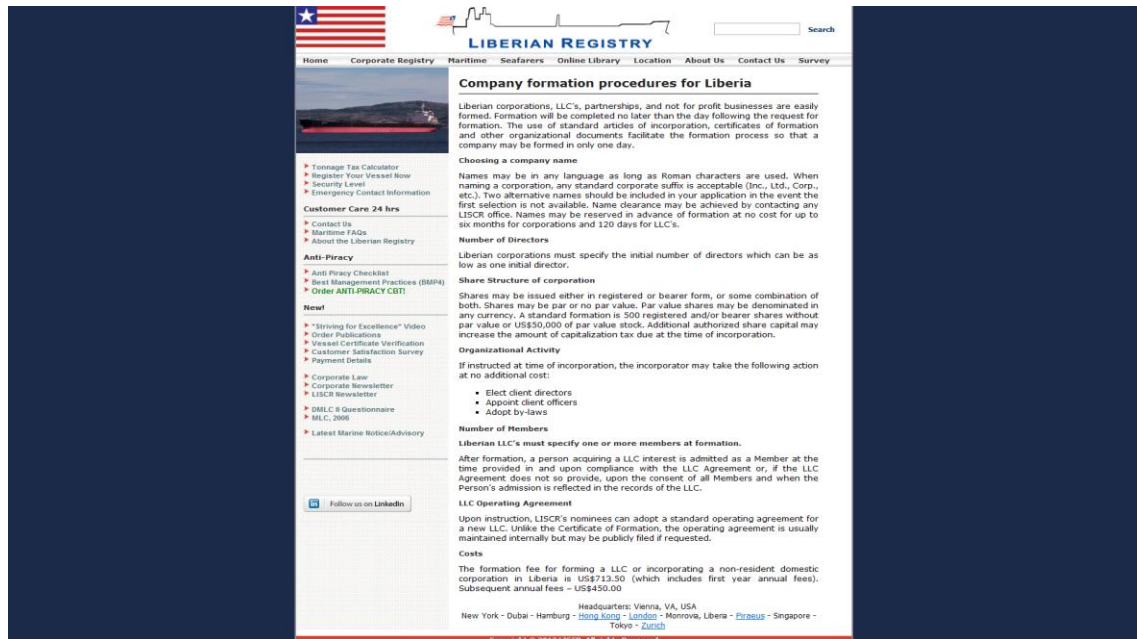 LIBERIAN REGISTRY
Search
Home Corporate Registry Maritime Seafarers Online Library Location About Us Contact Us Survey
Tonnage Tax Calculator
Register Your Vessel Now
Security Level
Emergency Contact Information
Customer Care 24 hrs
Contact Us
Maritime FAQs
About the Liberian Registry
Anti-Piracy
Anti Piracy Checklist
Best Management Practices (BMP4)
Order ANTI-PIRACY CBT!
New!
"Striving for Excellence" Video
Order Publications
Vessel Certificate Verification
Customer Satisfaction Survey
Payment Details
Corporate Law
Corporate Newsletter
LISCR Newsletter
DMLC II Questionnaire
MLC, 2006
Latest Marine Notice/Advisory
Follow us on LinkedIn
Company formation procedures for Liberia
Liberian corporations, LLC's, partnerships, and not for profit businesses are easily
formed. Formation will be completed no later than the day following the request for
formation. The use of standard articles of incorporation, certificates of formation
and other organizational documents facilitate the formation process so that a
company may be formed in only one day.
Choosing a company name
Names may be in any language as long as Roman characters are used. When
naming a corporation, any standard corporate suffix is acceptable (Inc., Ltd., Corp.,
etc.). Two alternative names should be included in your application in the event the
first selection is not available. Name clearance may be achieved by contacting any
LISCR office. Names may be reserved in advance of formation at no cost for up to
six months for corporations and 120 days for LLC's.
Number of Directors
Liberian corporations must specify the initial number of directors which can be as
low as one initial director.
Share Structure of corporation
Shares may be issued either in registered or bearer form, or some combination of
both. Shares may be par or no par value. Par value shares may be denominated in
any currency. A standard formation is 500 registered and/or bearer shares without
par value or US$50,000 of par value stock. Additional authorized share capital may
increase the amount of capitalization tax due at the time of incorporation.
Organizational Activity
If instructed at time of incorporation, the incorporator may take the following action
at no additional cost:
Elect client directors
Appoint client officers
Adopt by-laws
Number of Members
Liberian LLC's must specify one or more members at formation.
After formation, a person acquiring a LLC interest is admitted as a Member at the
time provided in and upon compliance with the LLC Agreement or, if the LLC
Agreement does not so provide, upon the consent of all Members and when the
Person's admission is reflected in the records of the LLC.
LLC Operating Agreement
Upon instruction, LISCR's nominees can adopt a standard operating agreement for
a new LLC. Unlike the Certificate of Formation, the operating agreement is usually
maintained internally but may be publicly filed if requested.
Costs
The formation fee for forming a LLC or incorporating a non-resident domestic
corporation in Liberia is US$713.50 (which includes first year annual fees).
Subsequent annual fees – US$450.00
Headquarters: Vienna, VA, USA
New York - Dubai - Hamburg - Hong Kong - London - Monrovia, Liberia - Piraeus - Singapore -
Tokyo - Zurich